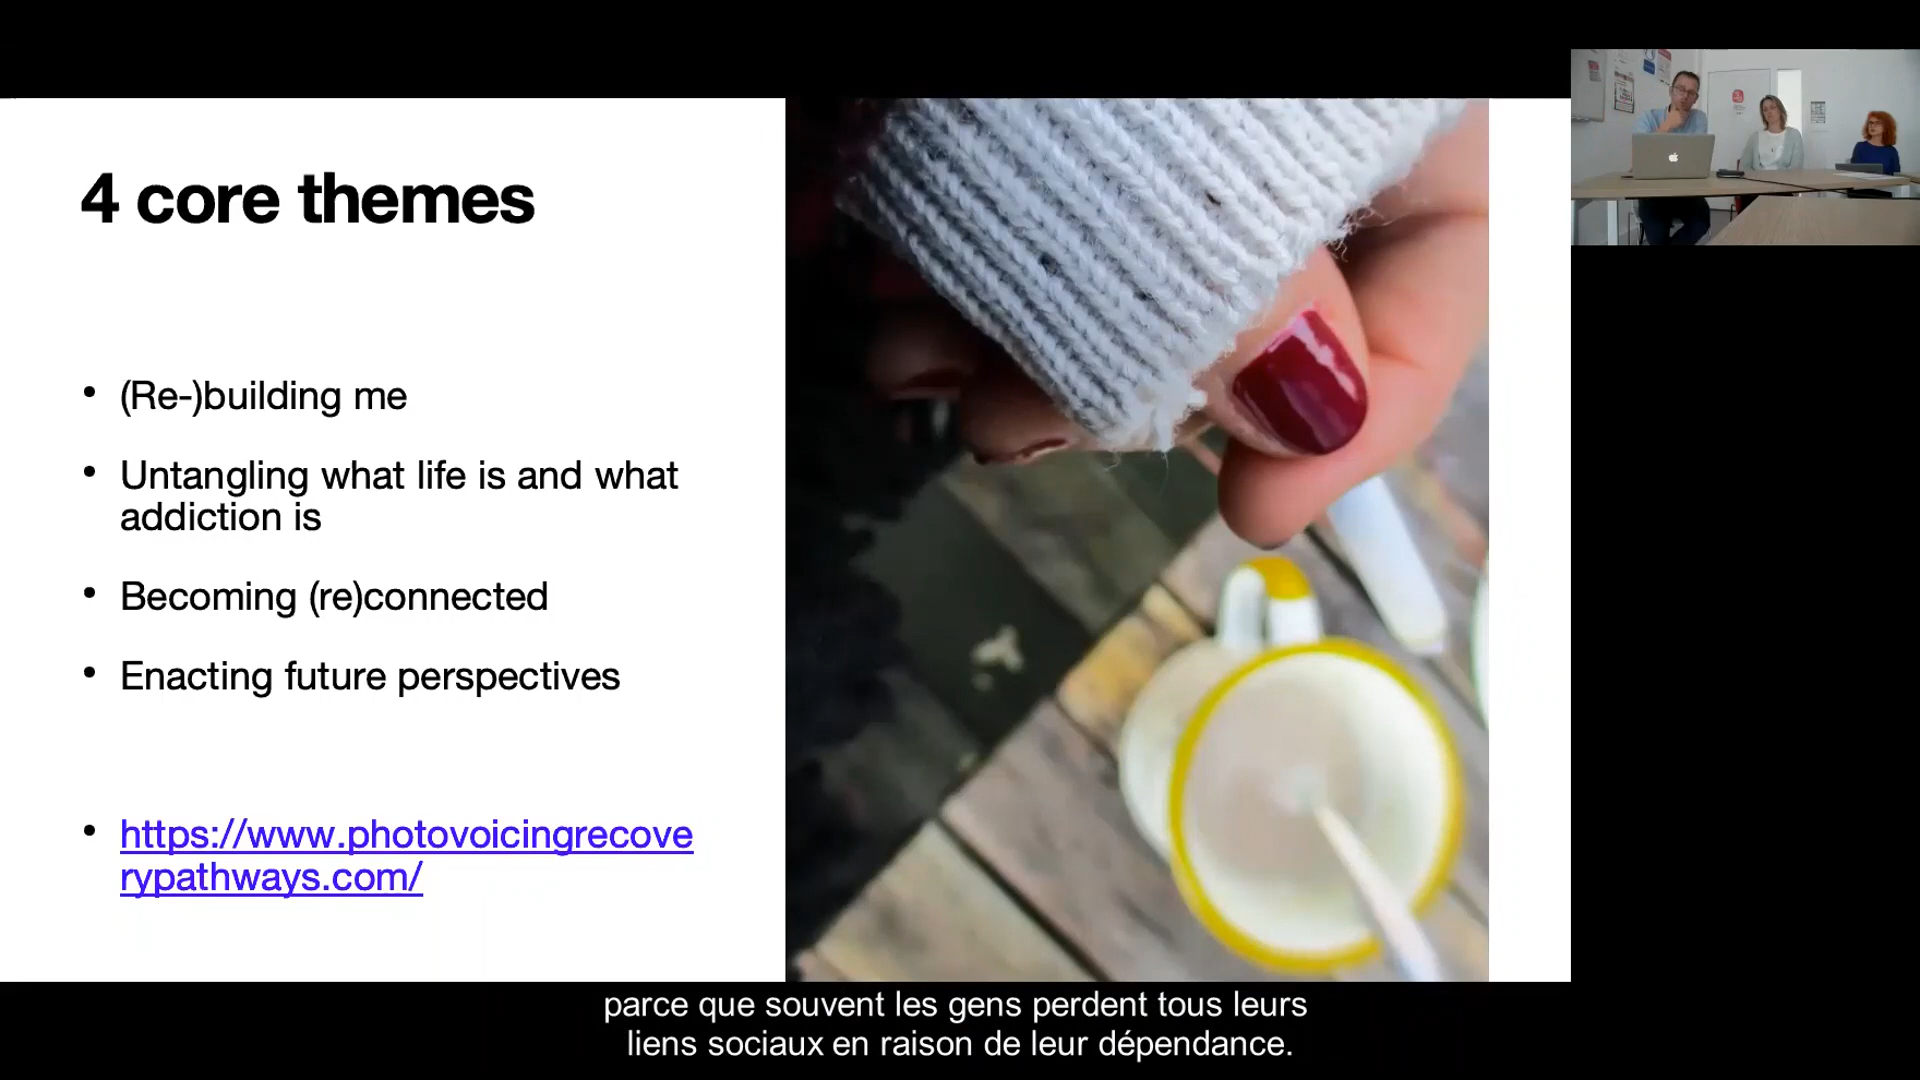 4 core themes
• (Re-)building me
• Untangling what life is and what
addiction is
• Becoming (re)connected
• Enacting future perspectives
• https://www.photovoicingrecove
rypathways.com/
parce que souvent les gens perdent tous leurs
liens sociaux en raison de leur dépendance.